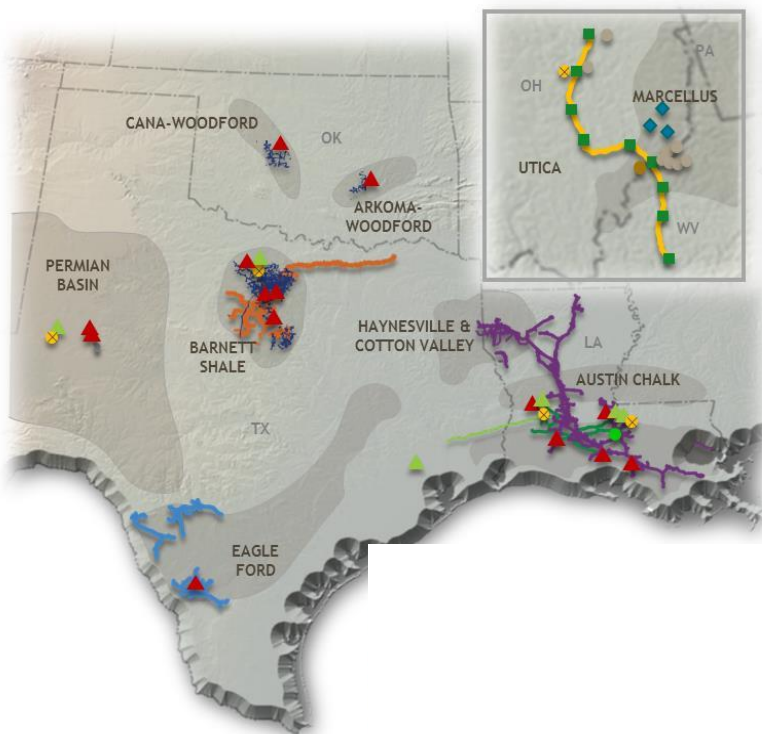 PA
OH
MARCELLUS
UTICA
WV
CANA-WOODFORD
OK
ARKOMA-
WOODFORD
PERMIAN
BASIN
BARNETT
SHALE
HAYNESVILLE &
COTTON VALLEY
LA
AUSTIN CHALK
TX
EAGLE
FORD